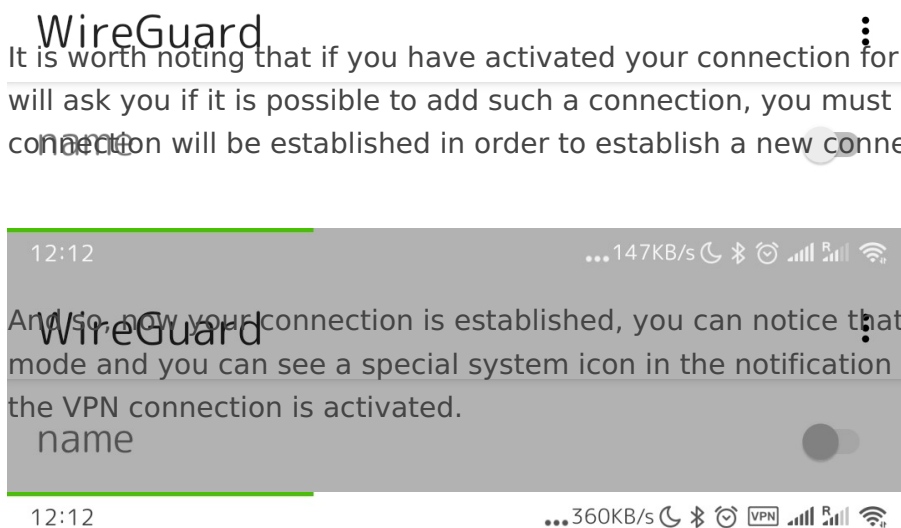 WireGuard
It is worth noting that if you have activated your connection for
will ask you if it is possible to add such a connection, you must
name
connection will be established in order to establish a new conne
12:12 ...147KB/s R
And so, now your connection is established, you can notice that
WireGuard
mode and you can see a special system icon in the notification
the VPN connection is activated.
name
12:12 ...360KB/s VPN R